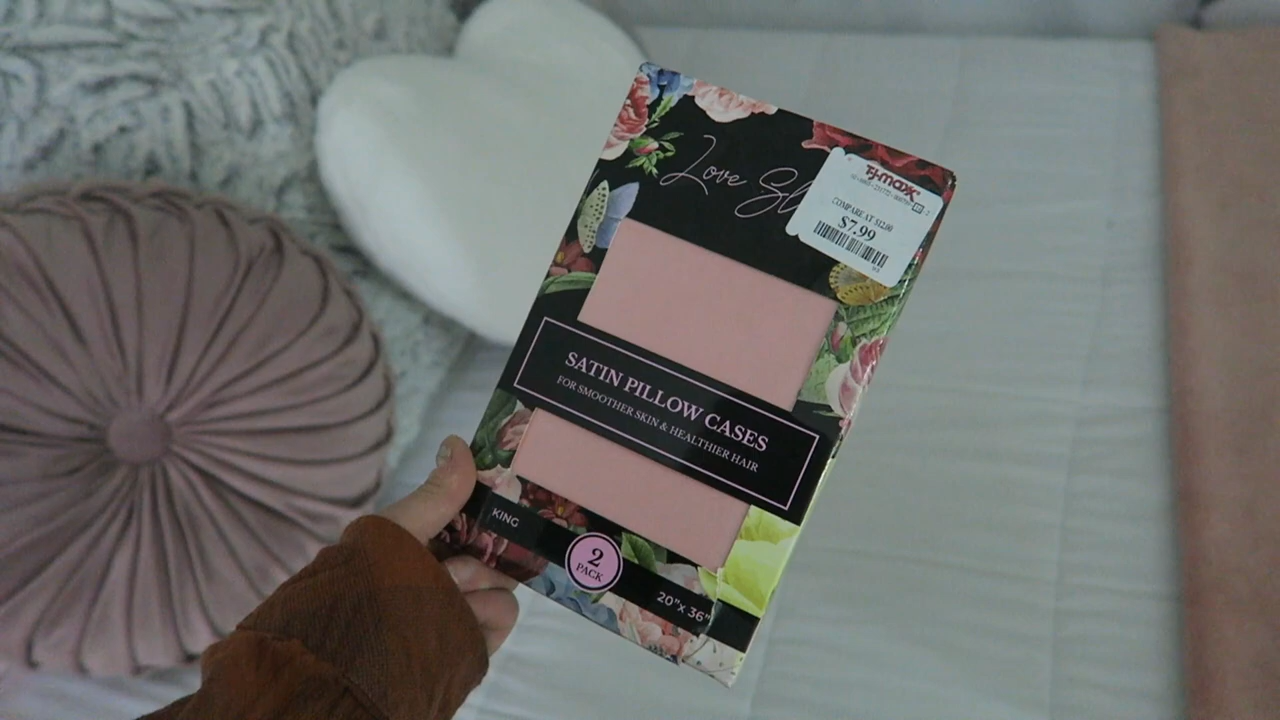 Love Sl
TJ·maxx
COMPARE AT $12.00
$7.99
SATIN PILLOW CASES
FOR SMOOTHER SKIN & HEALTHIER HAIR
KING
2
PACK
20"x 36"